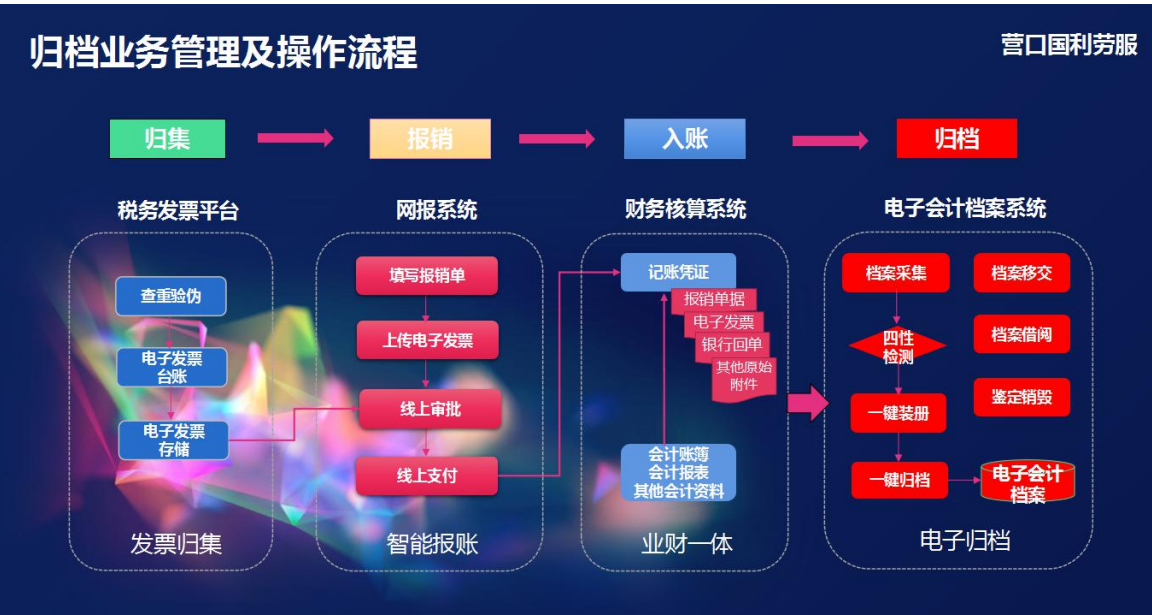 归档业务管理及操作流程
营口国利劳服
归集
报销
入账
归档
税务发票平台
网报系统
财务核算系统
电子会计档案系统
查重验伪
电子发票
台账
电子发票
存储
发票归集
填写报销单
上传电子发票
线上审批
线上支付
智能报账
记账凭证
报销单据
电子发票
银行回单
其他原始
附件
会计账簿
会计报表
其他会计资料
业财一体
档案采集
四性
检测
一键装册
一键归档
档案移交
档案借阅
鉴定销毁
电子会计
档案
电子归档